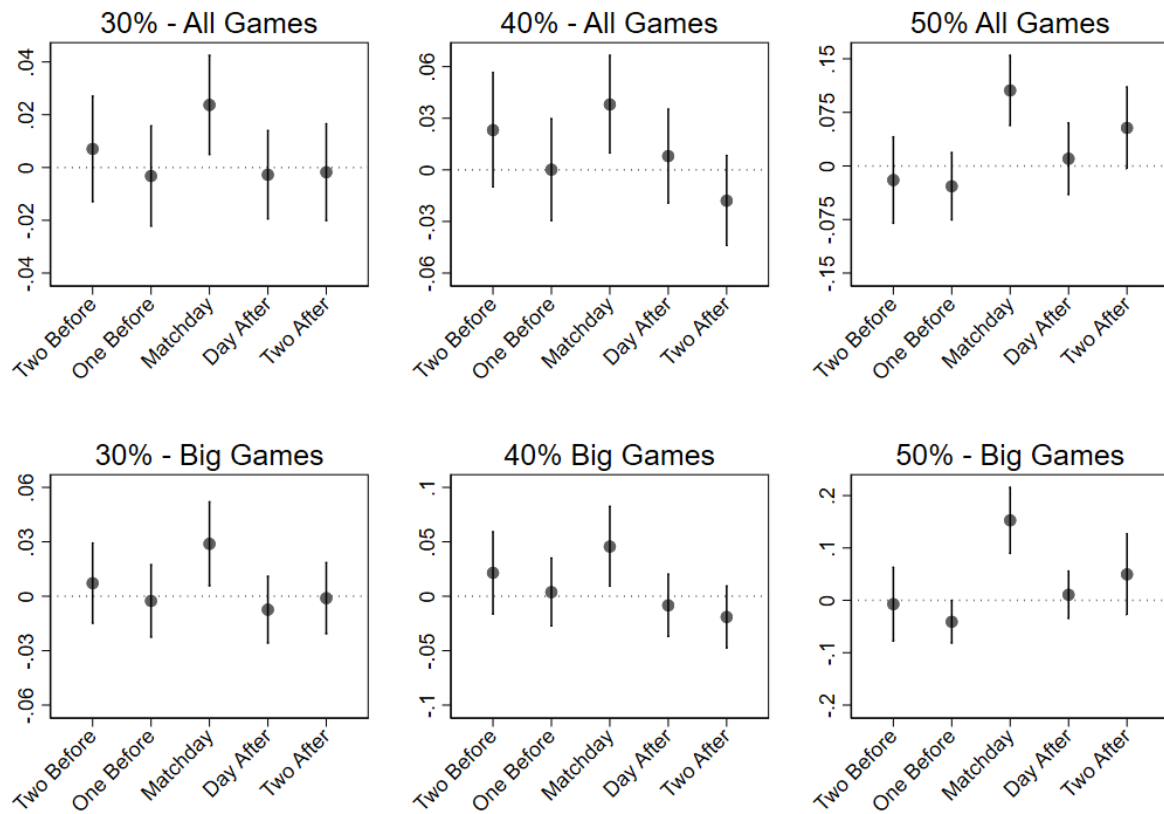 30% - All Games
40% - All Games
50% All Games
.04
.02
0
-.02
-.04
Two Before
One Before
Matchday
Day After
Two After
.06
.03
0
-.03
-.06
Two Before
One Before
Matchday
Day After
Two After
.15
.075
0
-.075
-.15
Two Before
One Before
Matchday
Day After
Two After
30% - Big Games
40% Big Games
50% - Big Games
.06
.03
0
-.03
-.06
Two Before
One Before
Matchday
Day After
Two After
.1
.05
0
-.05
-.1
Two Before
One Before
Matchday
Day After
Two After
.2
.1
0
-.1
-.2
Two Before
One Before
Matchday
Day After
Two After